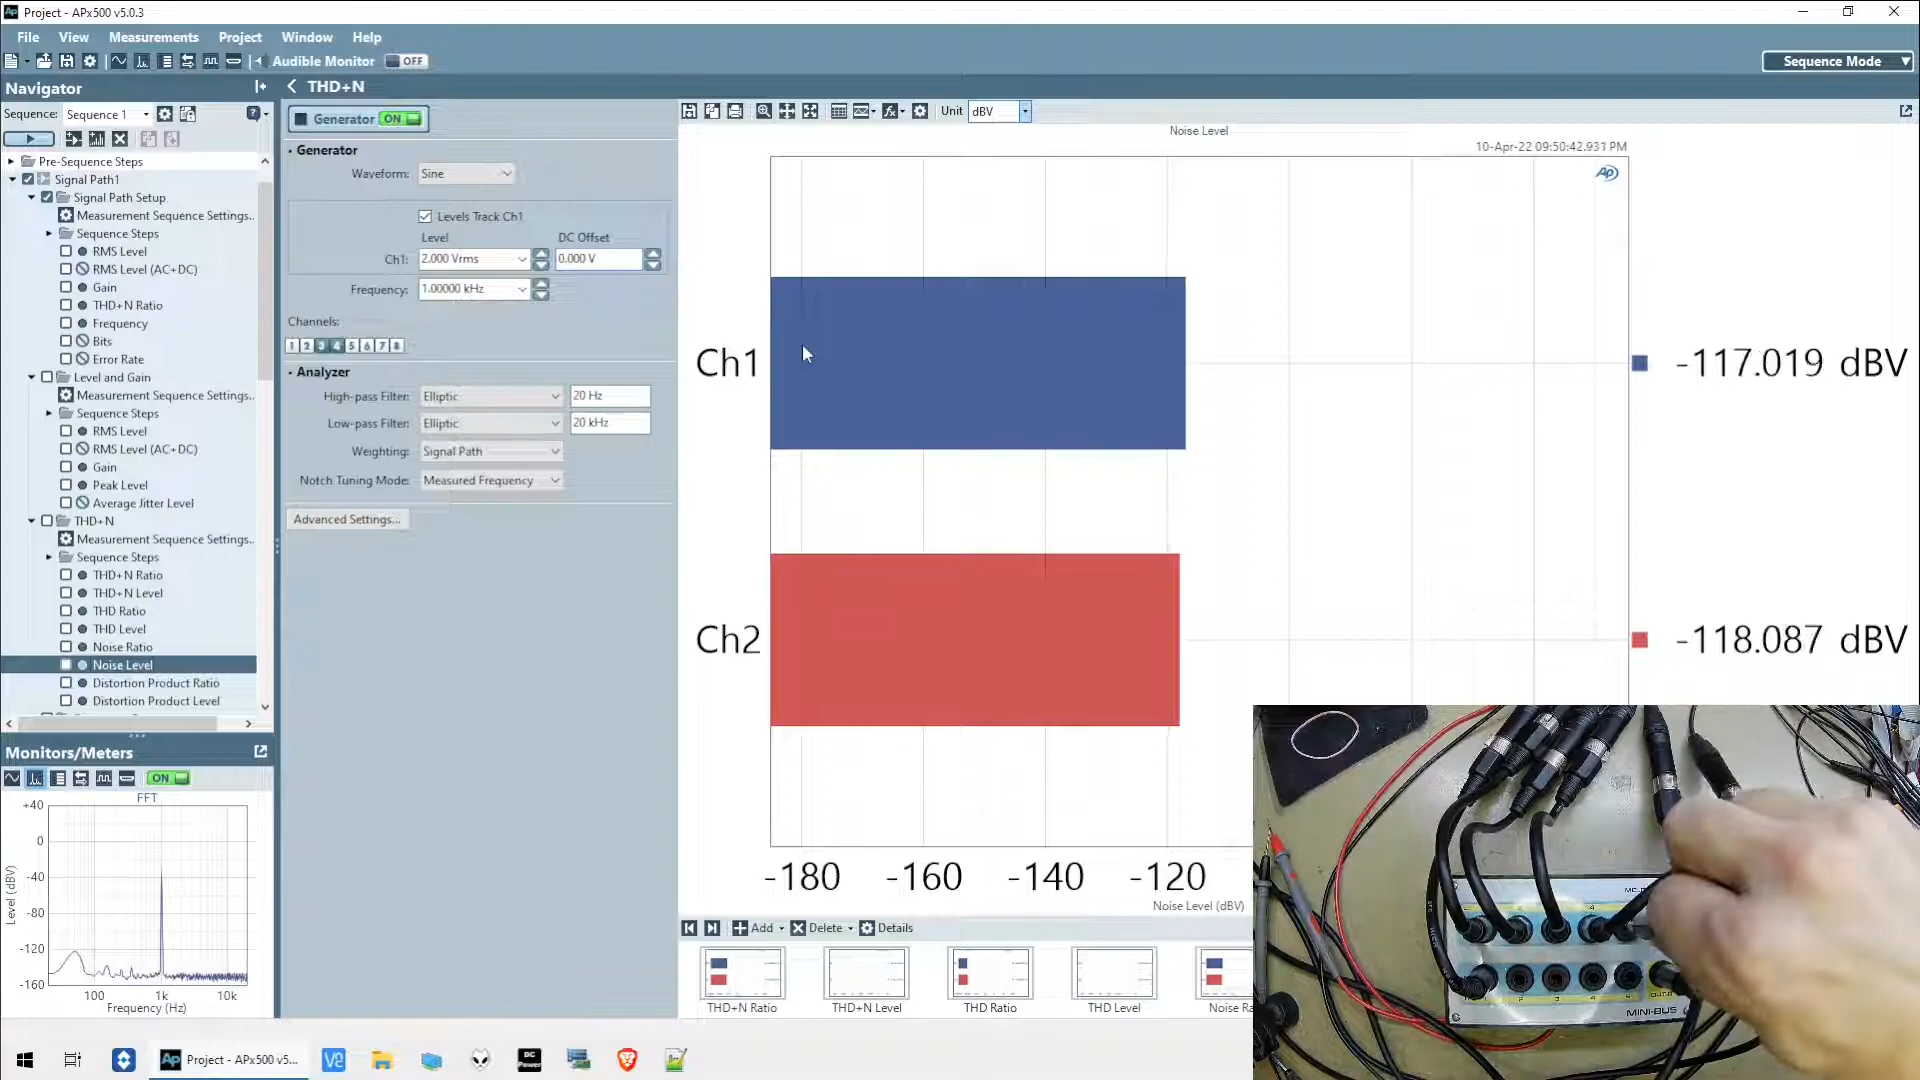 Project - APx500 v5.0.3
File View Measurements Project Window Help
Audible Monitor OFF
Sequence Mode
Navigator
Sequence: Sequence 1
Pre-Sequence Steps
Signal Path1
Signal Path Setup
Measurement Sequence Settings...
Sequence Steps
RMS Level
RMS Level (AC+DC)
Gain
THD+N Ratio
Frequency
Bits
Error Rate
Level and Gain
Measurement Sequence Settings...
Sequence Steps
RMS Level
RMS Level (AC+DC)
Gain
Peak Level
Average Jitter Level
THD+N
Measurement Sequence Settings...
Sequence Steps
THD+N Ratio
THD+N Level
THD Ratio
THD Level
Noise Ratio
Noise Level
Distortion Product Ratio
Distortion Product Level
Monitors/Meters
ON
FFT
+40
0
-40
-80
-120
-160
Level (dBV)
100 1k 10k
Frequency (Hz)
THD+N
Generator ON
Generator
Waveform: Sine
Levels Track Ch1
Level DC Offset
Ch1: 2.000 Vrms 0.000 V
Frequency: 1.00000 kHz
Channels:
1 2 3 4 5 6 7 8
Analyzer
High-pass Filter: Elliptic 20 Hz
Low-pass Filter: Elliptic 20 kHz
Weighting: Signal Path
Notch Tuning Mode: Measured Frequency
Advanced Settings...
Unit dBV
Noise Level
10-Apr-22 09:50:42.931 PM
AP
Ch1 -117.019 dBV
Ch2 -118.087 dBV
-180 -160 -140 -120
Noise Level (dBV)
Add Delete Details
THD+N Ratio THD+N Level THD Ratio THD Level Noise Ra
MINI-BUS
Ap Project - APx500 v5...
DC Power